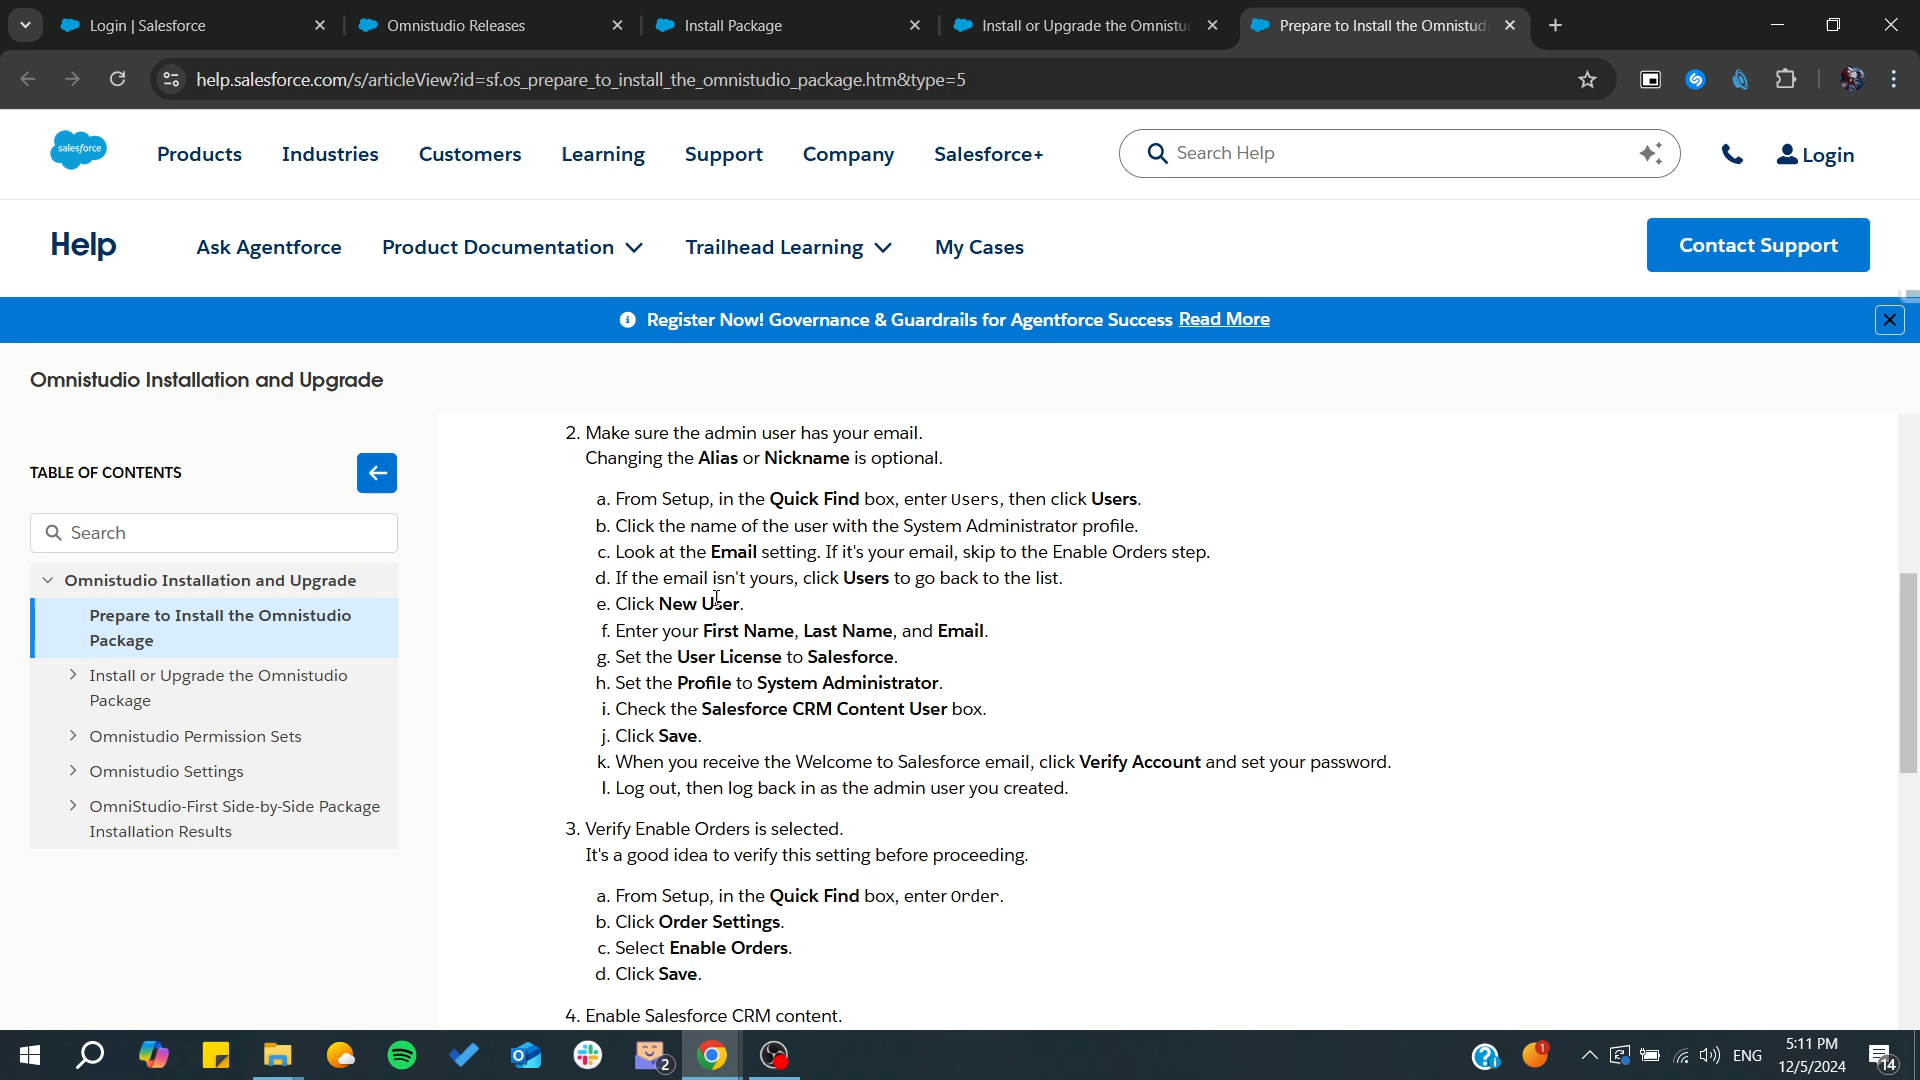 Login | Salesforce
Omnistudio Releases
Install Package
Install or Upgrade the Omnistu
Prepare to Install the Omnistudi
help.salesforce.com/s/articleView?id=sf.os_prepare_to_install_the_omnistudio_package.htm&type=5
salesforce
Products
Industries
Customers
Learning
Support
Company
Salesforce+
Search Help
Login
Help
Ask Agentforce
Product Documentation
Trailhead Learning
My Cases
Contact Support
Register Now! Governance & Guardrails for Agentforce Success Read More
Omnistudio Installation and Upgrade
TABLE OF CONTENTS
Search
Omnistudio Installation and Upgrade
Prepare to Install the Omnistudio
Package
Install or Upgrade the Omnistudio
Package
Omnistudio Permission Sets
Omnistudio Settings
OmniStudio-First Side-by-Side Package
Installation Results
2. Make sure the admin user has your email.
Changing the Alias or Nickname is optional.
a. From Setup, in the Quick Find box, enter Users, then click Users.
b. Click the name of the user with the System Administrator profile.
c. Look at the Email setting. If it's your email, skip to the Enable Orders step.
d. If the email isn't yours, click Users to go back to the list.
e. Click New User.
f. Enter your First Name, Last Name, and Email.
g. Set the User License to Salesforce.
h. Set the Profile to System Administrator.
i. Check the Salesforce CRM Content User box.
j. Click Save.
k. When you receive the Welcome to Salesforce email, click Verify Account and set your password.
l. Log out, then log back in as the admin user you created.
3. Verify Enable Orders is selected.
It's a good idea to verify this setting before proceeding.
a. From Setup, in the Quick Find box, enter Order.
b. Click Order Settings.
c. Select Enable Orders.
d. Click Save.
4. Enable Salesforce CRM content.
2
1
ENG
5:11 PM
12/5/2024
14